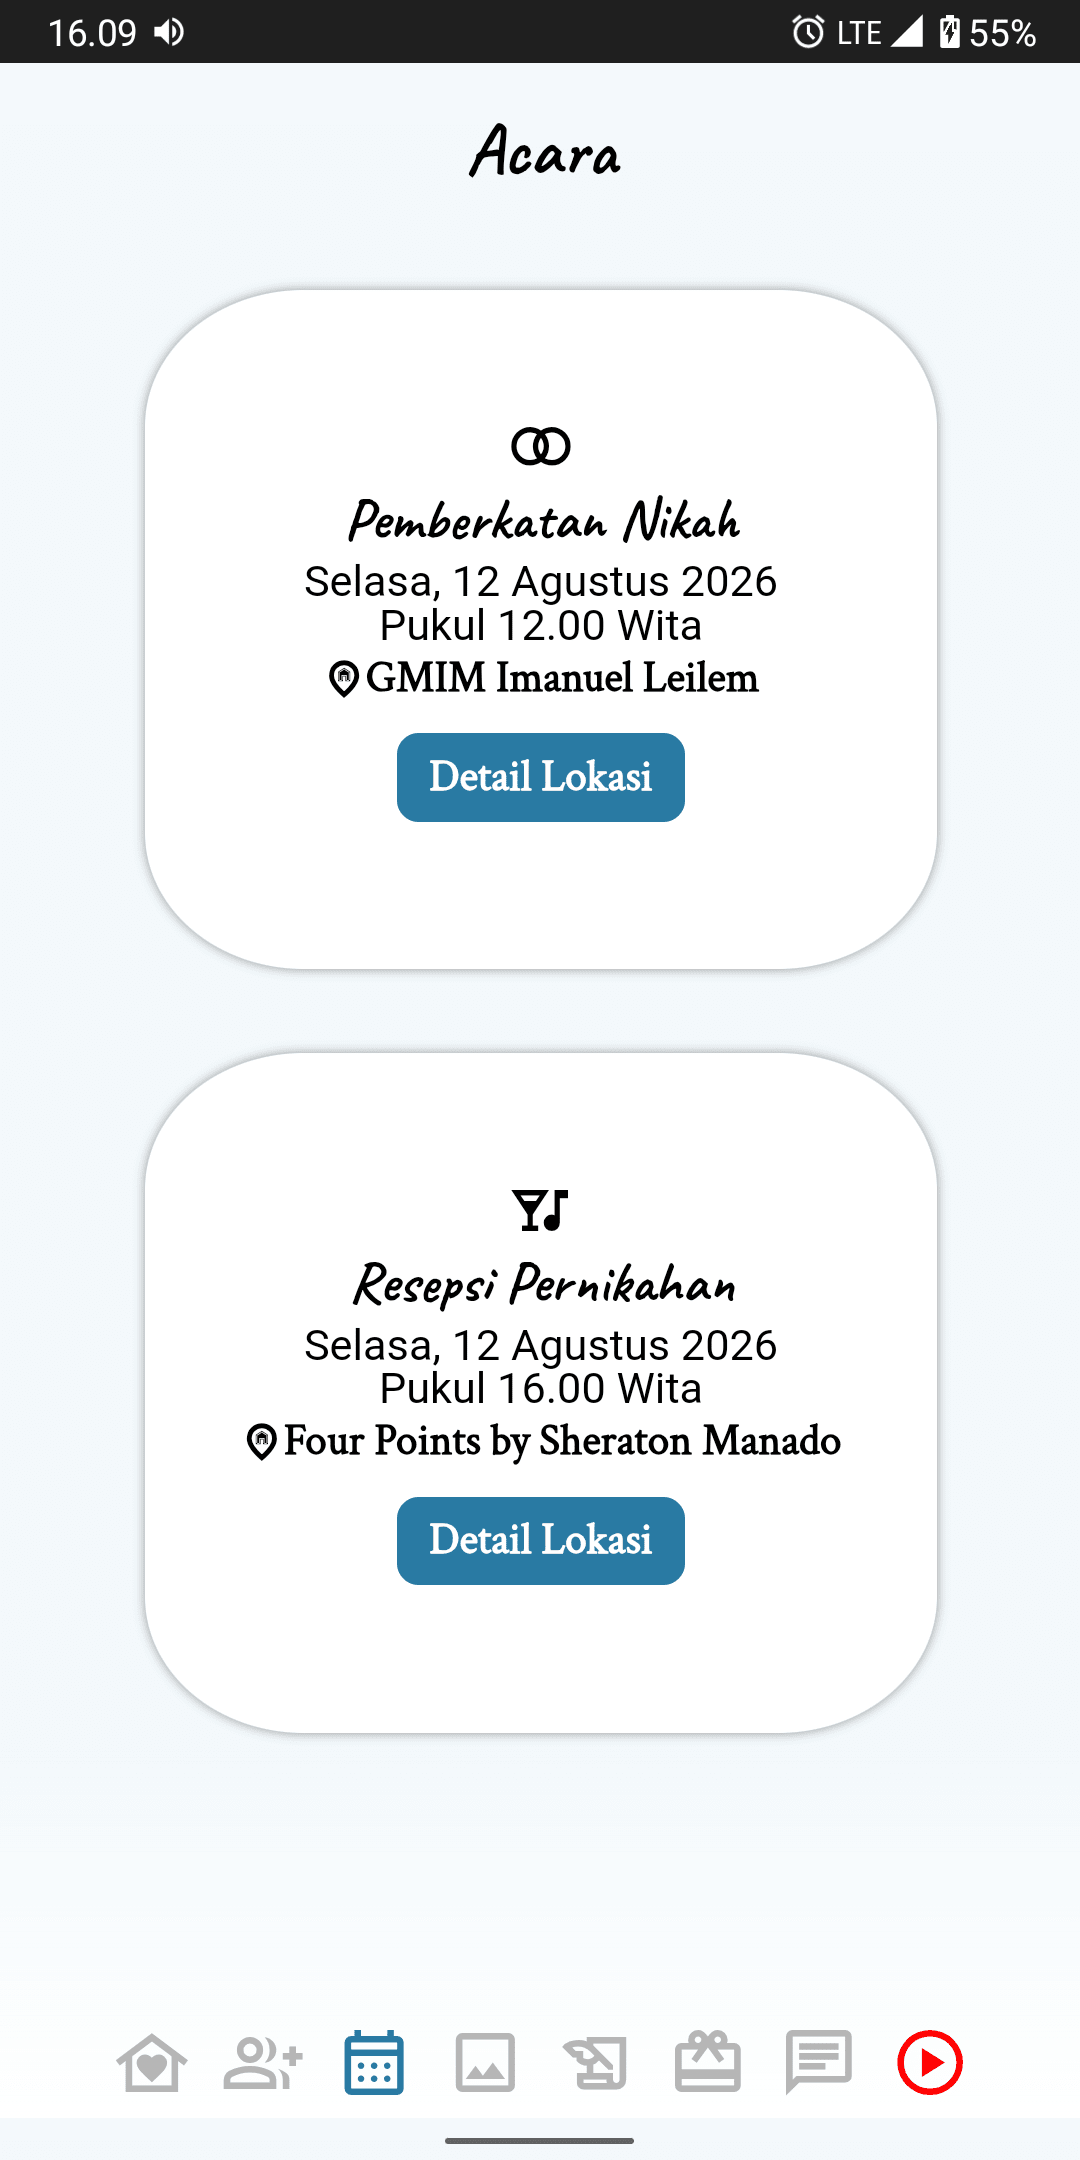 16.09
LTE
55%
Acara
Pemberkatan Nikah
Selasa, 12 Agustus 2026
Pukul 12.00 Wita
GMIM Imanuel Leilem
Detail Lokasi
Resepsi Pernikahan
Selasa, 12 Agustus 2026
Pukul 16.00 Wita
Four Points by Sheraton Manado
Detail Lokasi